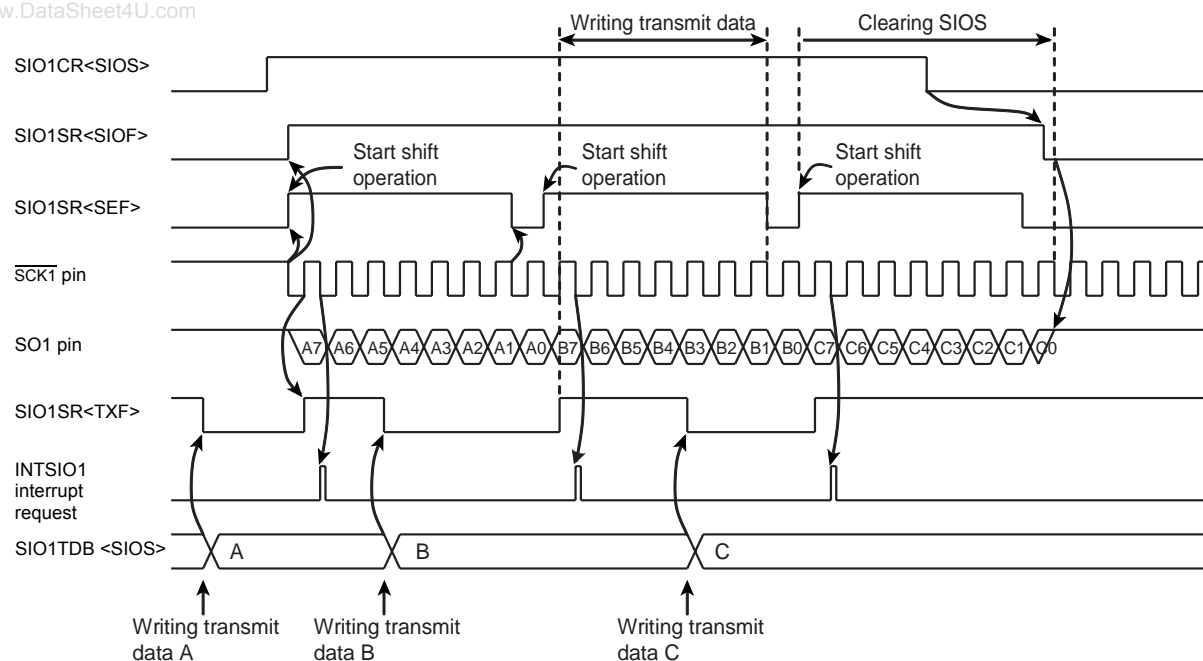 w.DataSheet4U.com
Writing transmit data
Clearing SIOS
SIO1CR<SIOS>
SIO1SR<SIOF>
Start shift
operation
Start shift
operation
Start shift
operation
SIO1SR<SEF>
SCK1 pin
SO1 pin
A7 A6 A5 A4 A3 A2 A1 A0 B7 B6 B5 B4 B3 B2 B1 B0 C7 C6 C5 C4 C3 C2 C1 C0
SIO1SR<TXF>
INTSIO1
interrupt
request
SIO1TDB <SIOS>
A
B
C
Writing transmit
data A
Writing transmit
data B
Writing transmit
data C